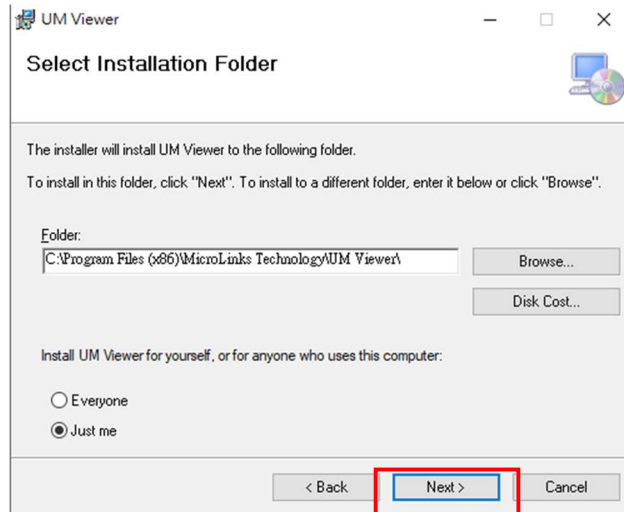 UM Viewer
Select Installation Folder
The installer will install UM Viewer to the following folder.
To install in this folder, click "Next". To install to a different folder, enter it below or click "Browse".
Folder:
C:\Program Files (x86)\MicroLinks Technology\UM Viewer\
Browse...
Disk Cost...
Install UM Viewer for yourself, or for anyone who uses this computer:
Everyone
Just me
< Back Next > Cancel